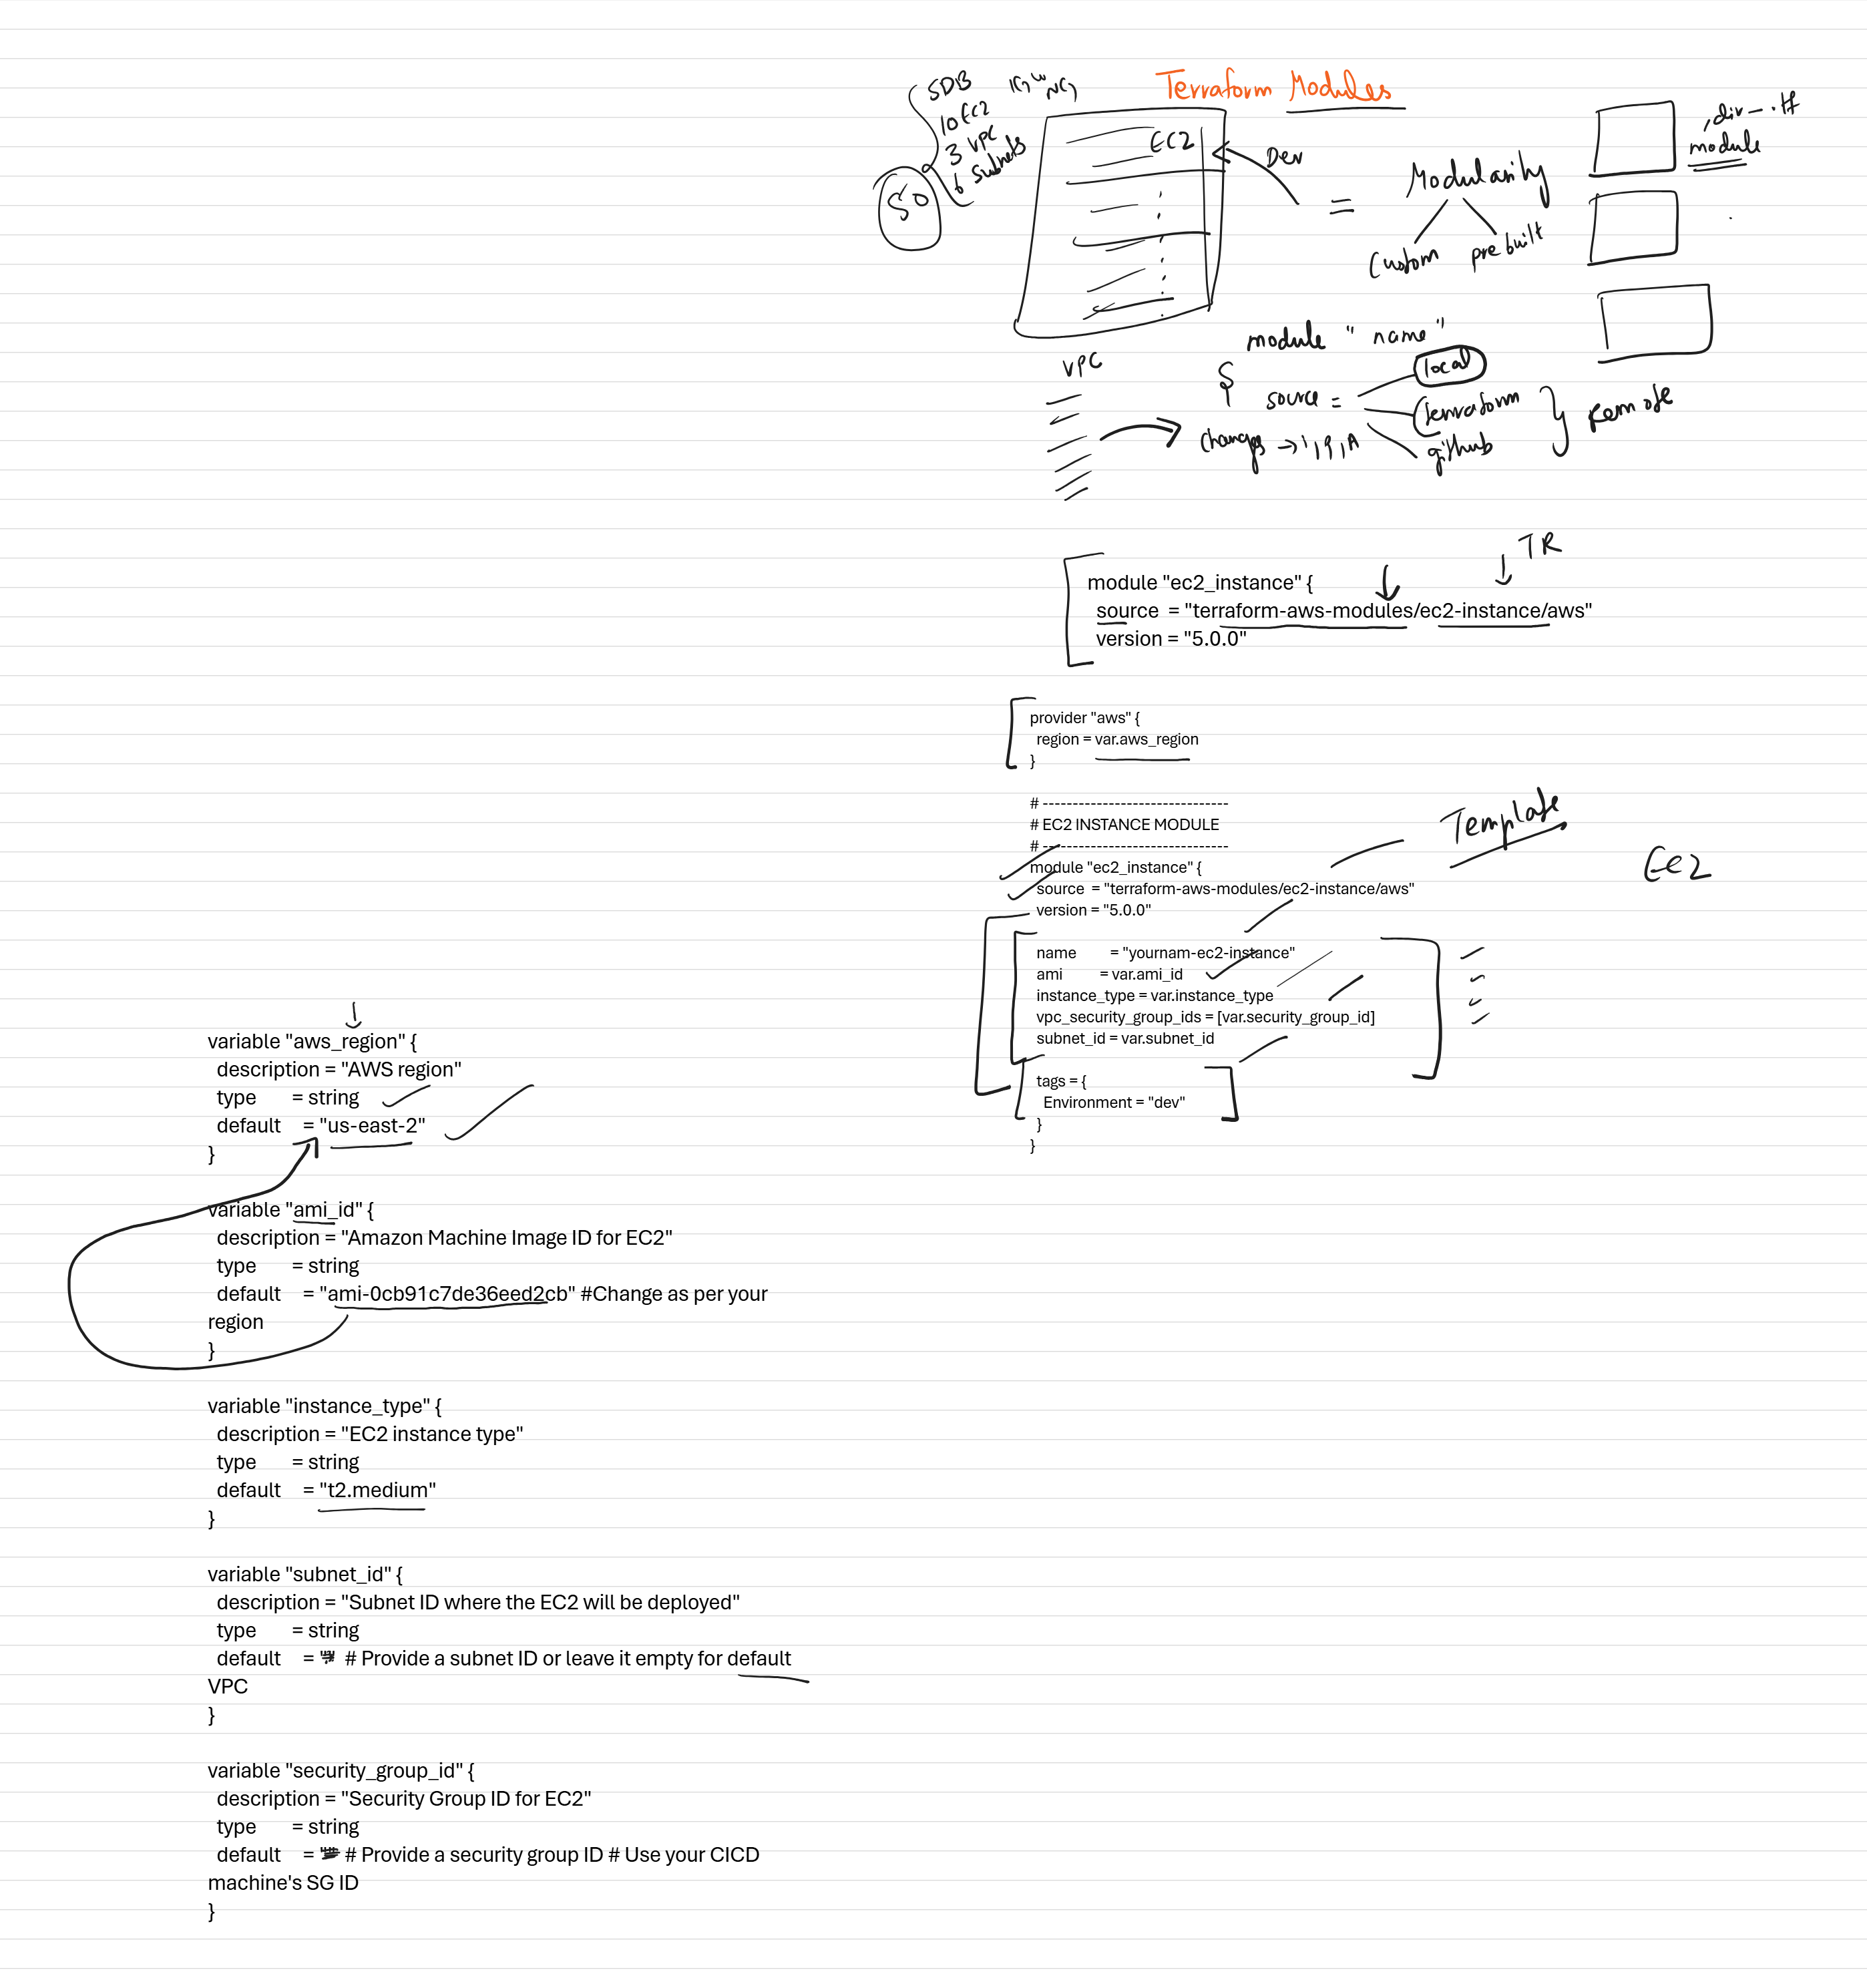 Terraform Modules
5DB
IGW
NG
10 EC2
3 VPC
6 subnets
50
EC2
Dev
=
Modularity
Custom
prebuilt
dir - .tf
module
module " name "
VPC
{
source =
local
terraform
github
} Remote
changes →
TR
module "ec2_instance" {
source = "terraform-aws-modules/ec2-instance/aws"
version = "5.0.0"
provider "aws" {
region = var.aws_region
}
# -------------------------------
# EC2 INSTANCE MODULE
# -------------------------------
Template
EC2
module "ec2_instance" {
source = "terraform-aws-modules/ec2-instance/aws"
version = "5.0.0"
name = "yournam-ec2-instance"
ami = var.ami_id
instance_type = var.instance_type
vpc_security_group_ids = [var.security_group_id]
subnet_id = var.subnet_id
tags = {
Environment = "dev"
}
}
variable "aws_region" {
description = "AWS region"
type = string
default = "us-east-2"
}
variable "ami_id" {
description = "Amazon Machine Image ID for EC2"
type = string
default = "ami-0cb91c7de36eed2cb" #Change as per your
region
}
variable "instance_type" {
description = "EC2 instance type"
type = string
default = "t2.medium"
}
variable "subnet_id" {
description = "Subnet ID where the EC2 will be deployed"
type = string
default = # Provide a subnet ID or leave it empty for default
VPC
}
variable "security_group_id" {
description = "Security Group ID for EC2"
type = string
default = # Provide a security group ID # Use your CICD
machine's SG ID
}